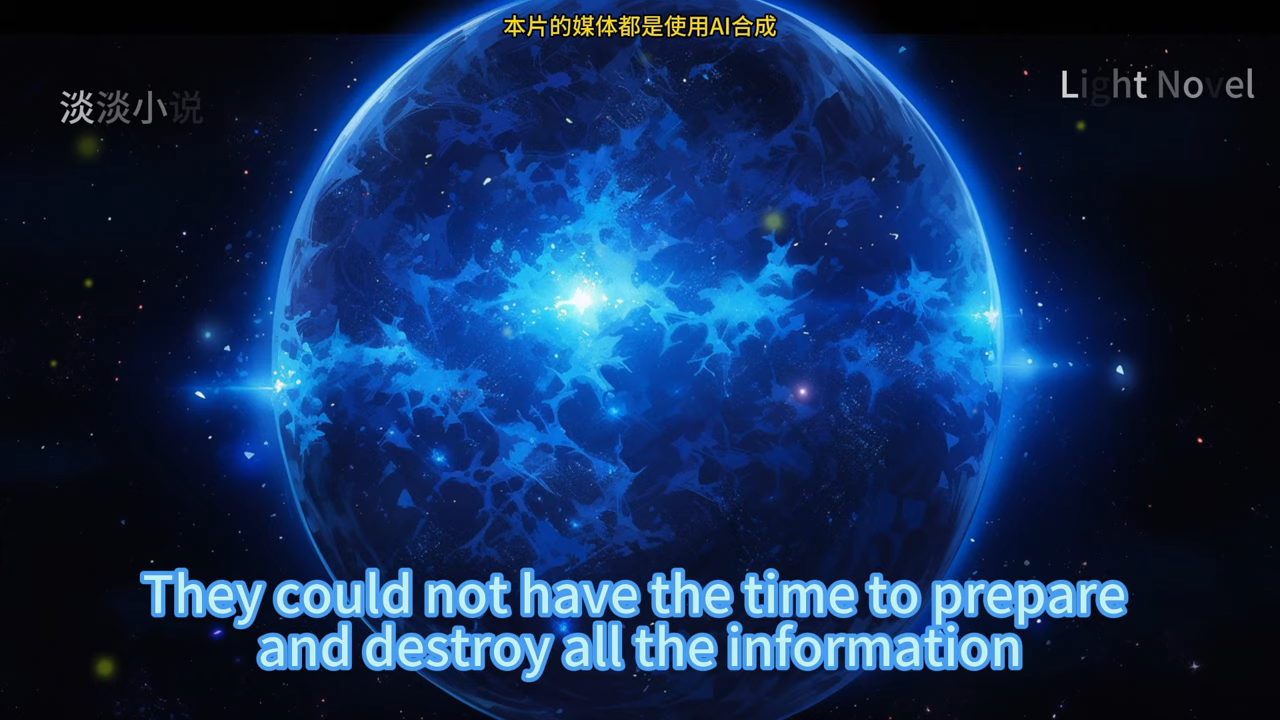 本片的媒体都是使用AI合成
淡淡小说
Light Novel
They could not have the time to prepare
and destroy all the information